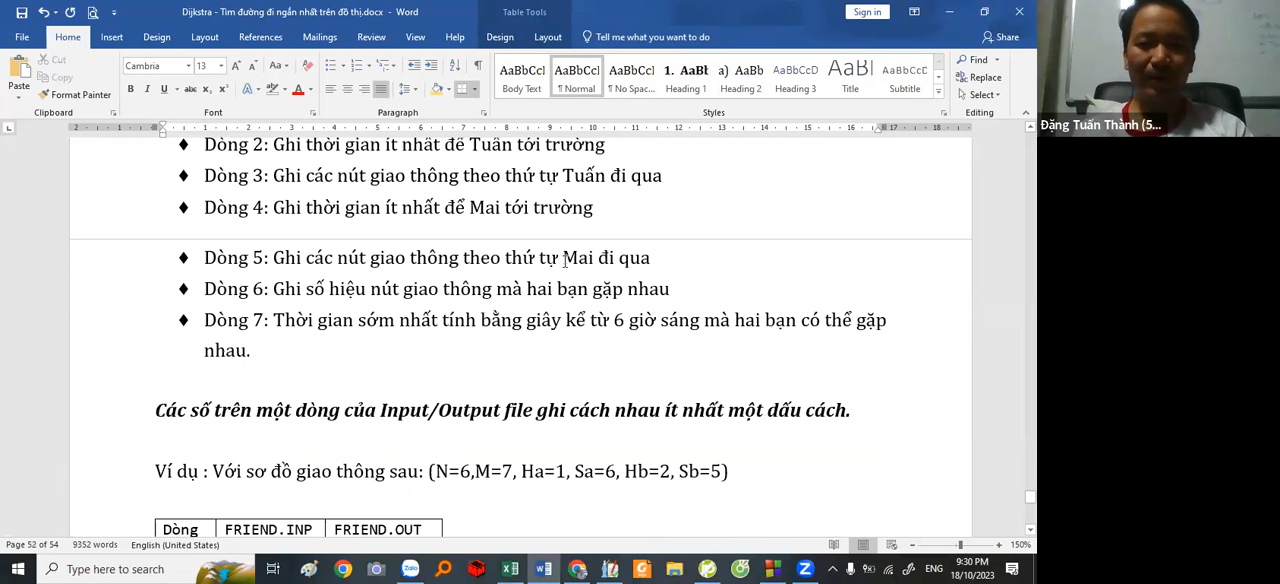 Dijkstra - Tìm đường đi ngắn nhất trên đồ thị.docx - Word
Table Tools
Sign in
File Home Insert Design Layout References Mailings Review View Help Design Layout Tell me what you want to do Share
Cut
Copy
Paste
Format Painter
Clipboard
Cambria 13
Font
Paragraph
AaBbCcl AaBbCcl AaBbCcl 1. AaBb a) AaBb AaBbCcD AaBl AaBbCcC
Body Text ¶ Normal ¶ No Spac... Heading 1 Heading 2 Heading 3 Title Subtitle
Styles
Find
Replace
Select
Editing
Đặng Tuấn Thành (5...
♦ Dòng 2: Ghi thời gian ít nhất để Tuấn tới trường
♦ Dòng 3: Ghi các nút giao thông theo thứ tự Tuấn đi qua
♦ Dòng 4: Ghi thời gian ít nhất để Mai tới trường
♦ Dòng 5: Ghi các nút giao thông theo thứ tự Mai đi qua
♦ Dòng 6: Ghi số hiệu nút giao thông mà hai bạn gặp nhau
♦ Dòng 7: Thời gian sớm nhất tính bằng giây kể từ 6 giờ sáng mà hai bạn có thể gặp
nhau.
Các số trên một dòng của Input/Output file ghi cách nhau ít nhất một dấu cách.
Ví dụ : Với sơ đồ giao thông sau: (N=6,M=7, Ha=1, Sa=6, Hb=2, Sb=5)
Dòng FRIEND.INP FRIEND.OUT
Page 52 of 54 9352 words English (United States) 150%
Type here to search
ENG
9:30 PM
18/10/2023